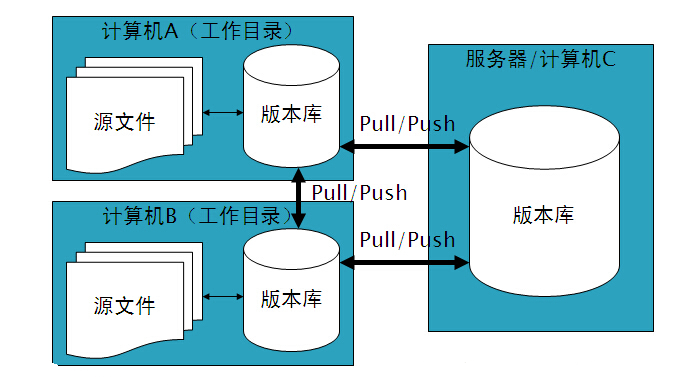 计算机A（工作目录）
源文件
版本库
服务器/计算机C
版本库
Pull/Push
Pull/Push
Pull/Push
计算机B（工作目录）
源文件
版本库